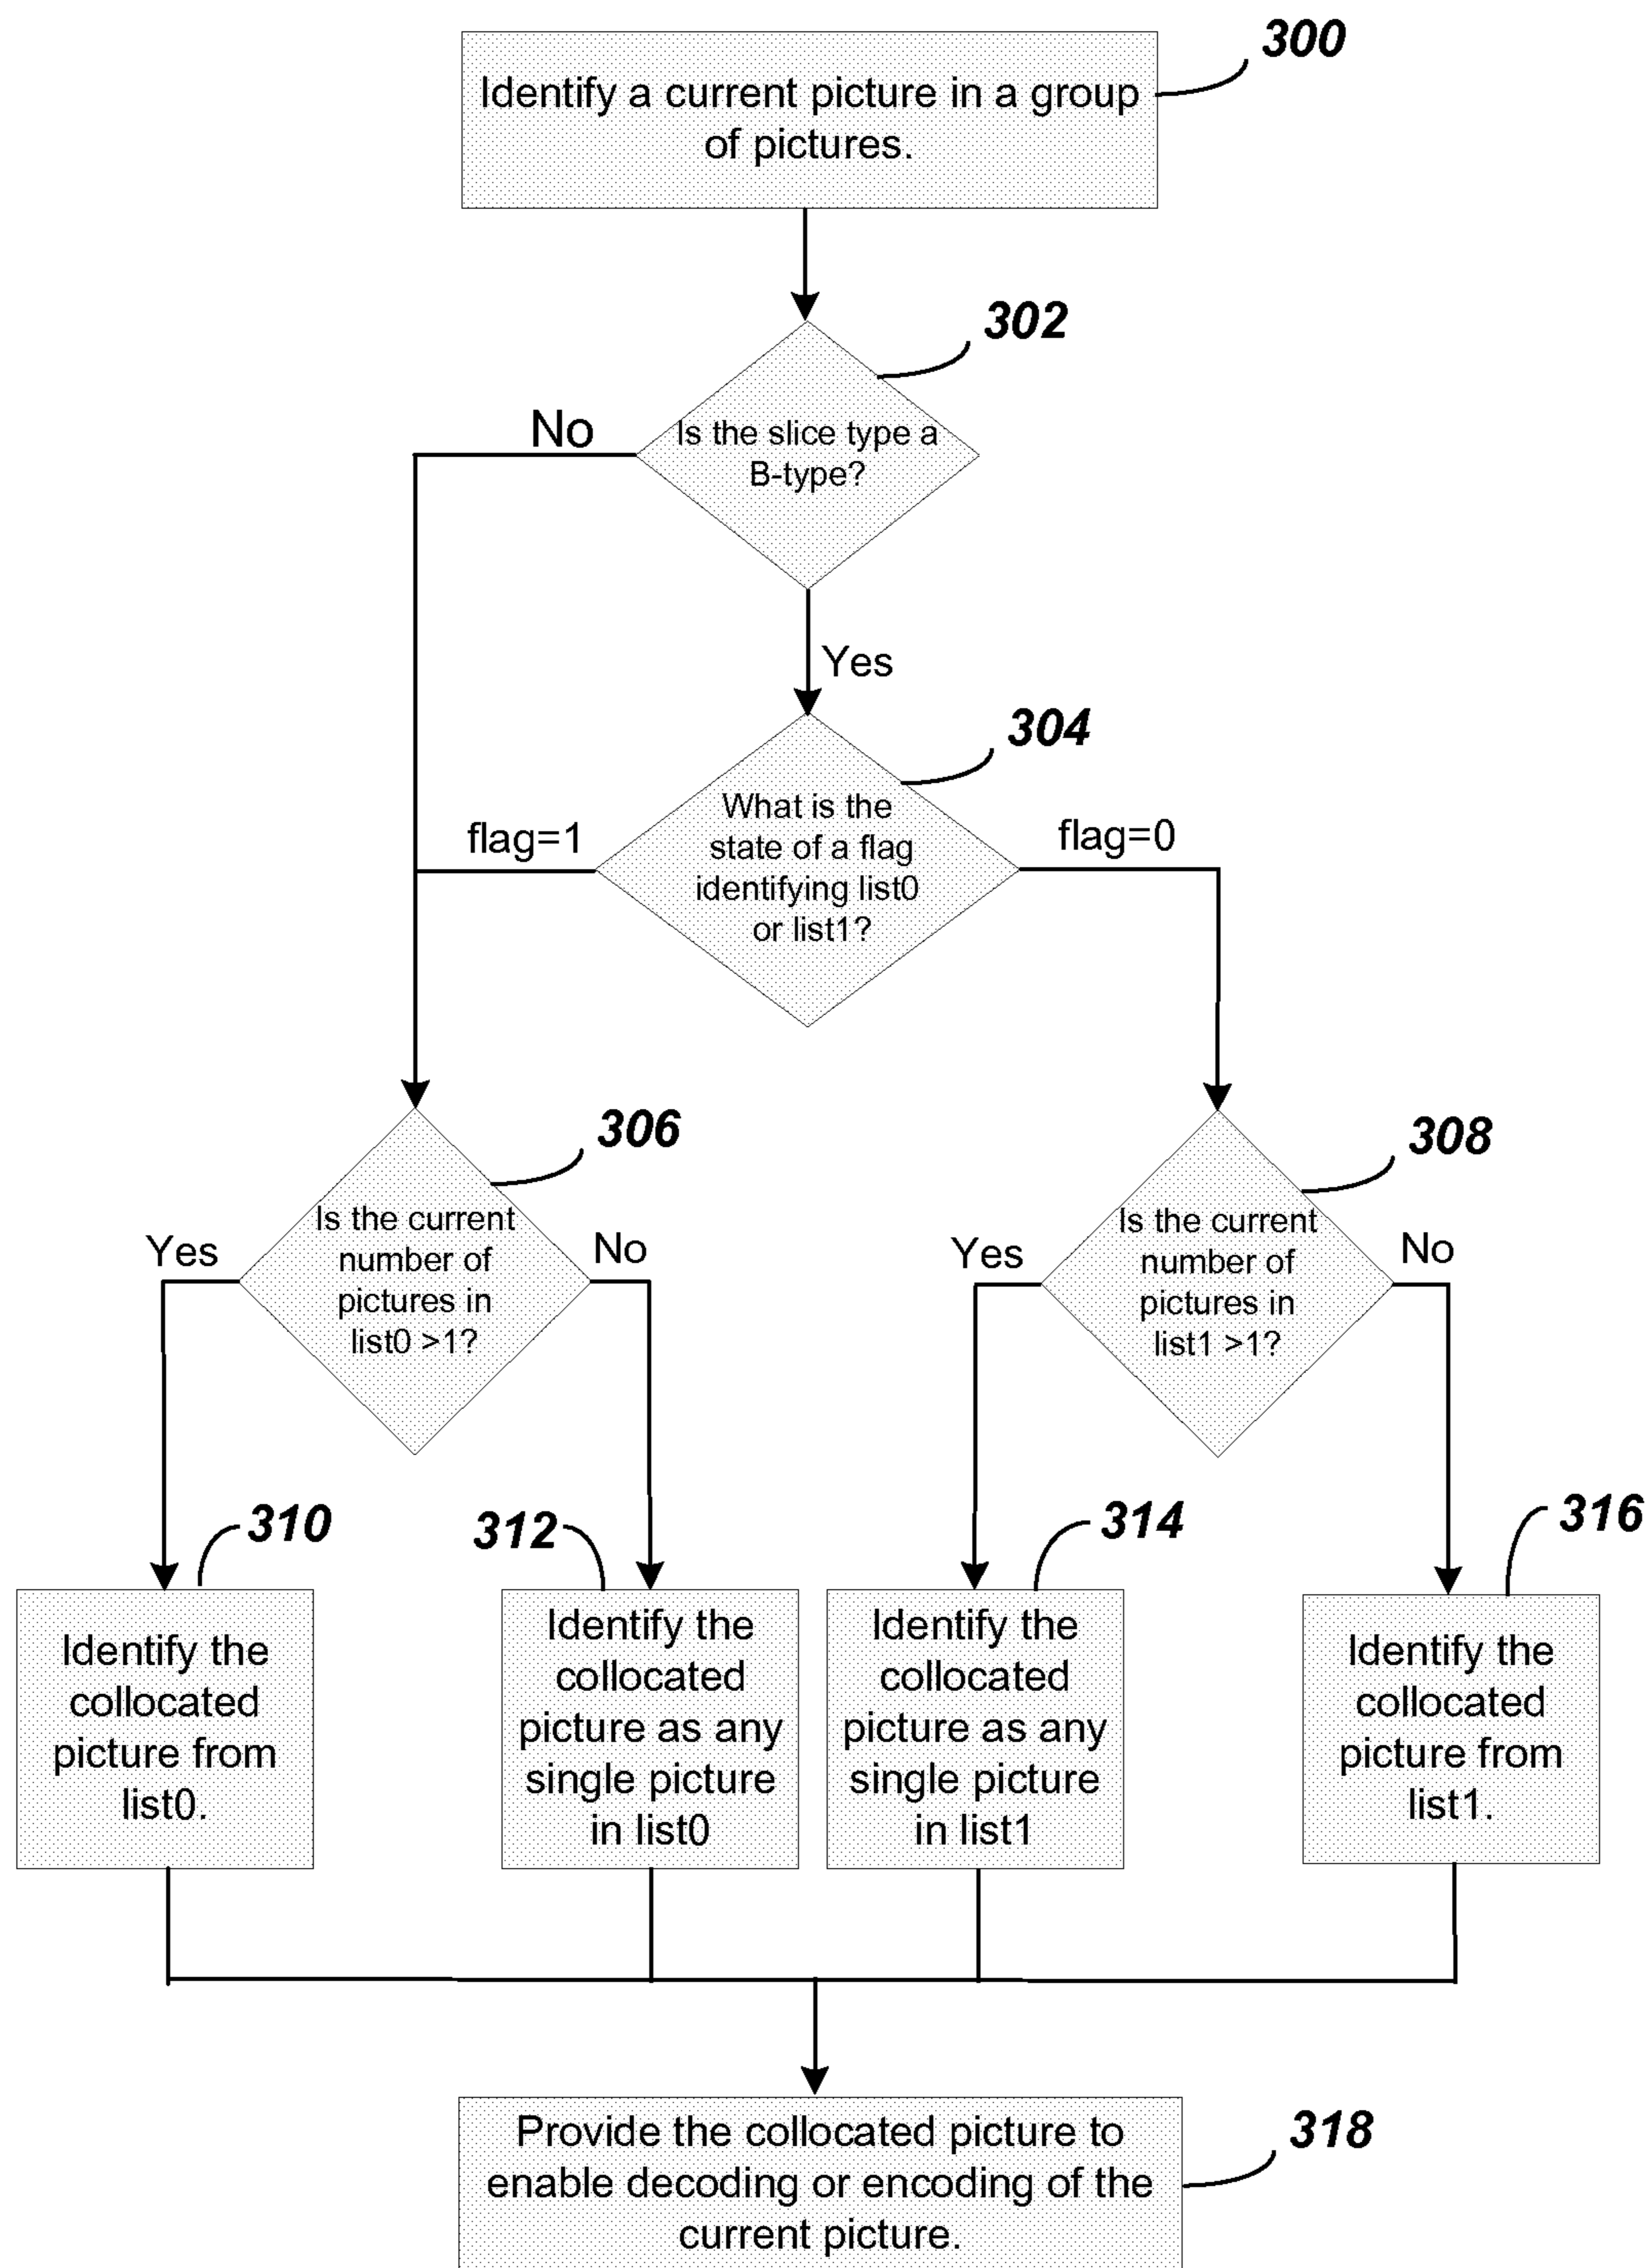 300
Identify a current picture in a group
of pictures.
302
No
Is the slice type a
B-type?
Yes
304
What is the
state of a flag
identifying list0
or list1?
flag=1
flag=0
306
Is the current
number of
pictures in
list0 >1?
Yes
No
308
Is the current
number of
pictures in
list1 >1?
Yes
No
310
Identify the
collocated
picture from
list0.
312
Identify the
collocated
picture as any
single picture
in list0
314
Identify the
collocated
picture as any
single picture
in list1
316
Identify the
collocated
picture from
list1.
Provide the collocated picture to
enable decoding or encoding of the
current picture.
318